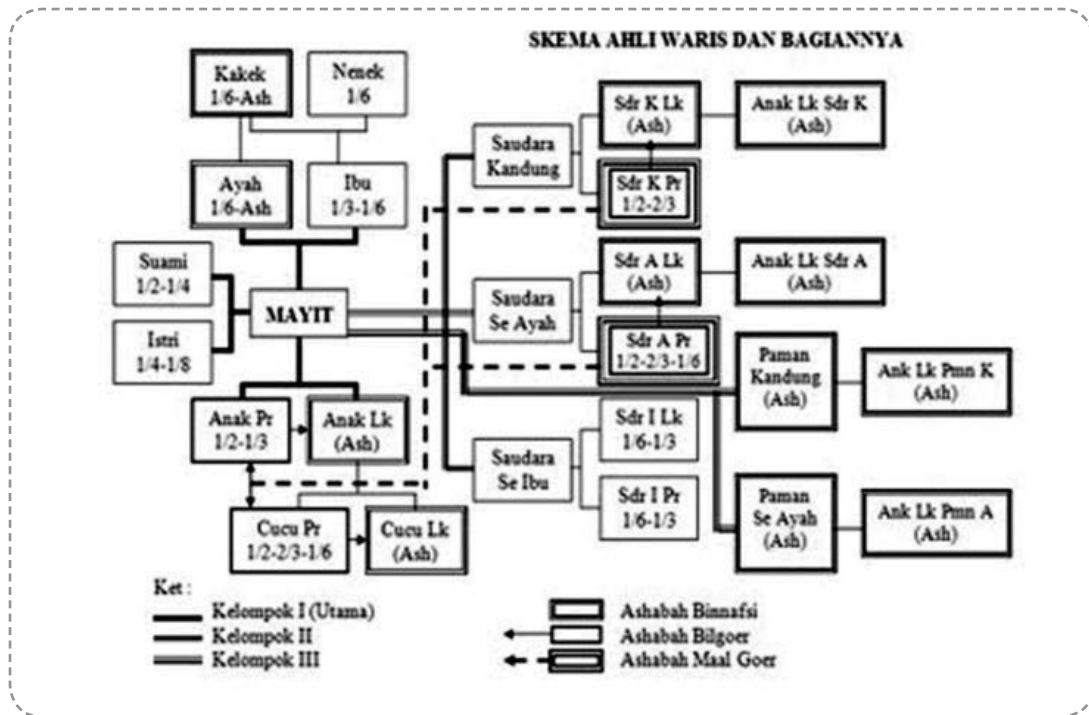 SKEMA AHLI WARIS DAN BAGIANNYA
Kakek
1/6-Ash
Nenek
1/6
Ayah
1/6-Ash
Ibu
1/3-1/6
Suami
1/2-1/4
Istri
1/4-1/8
MAYIT
Anak Pr
1/2-1/3
Anak Lk
(Ash)
Cucu Pr
1/2-2/3-1/6
Cucu Lk
(Ash)
Saudara
Kandung
Sdr K Lk
(Ash)
Anak Lk Sdr K
(Ash)
Sdr K Pr
1/2-2/3
Saudara
Se Ayah
Sdr A Lk
(Ash)
Anak Lk Sdr A
(Ash)
Sdr A Pr
1/2-2/3-1/6
Saudara
Se Ibu
Sdr I Lk
1/6-1/3
Sdr I Pr
1/6-1/3
Paman
Kandung
(Ash)
Ank Lk Pmn K
(Ash)
Paman
Se Ayah
(Ash)
Ank Lk Pmn A
(Ash)
Ket :
Kelompok I (Utama)
Kelompok II
Kelompok III
Ashabah Binnafsi
Ashabah Bilgoer
Ashabah Maal Goer